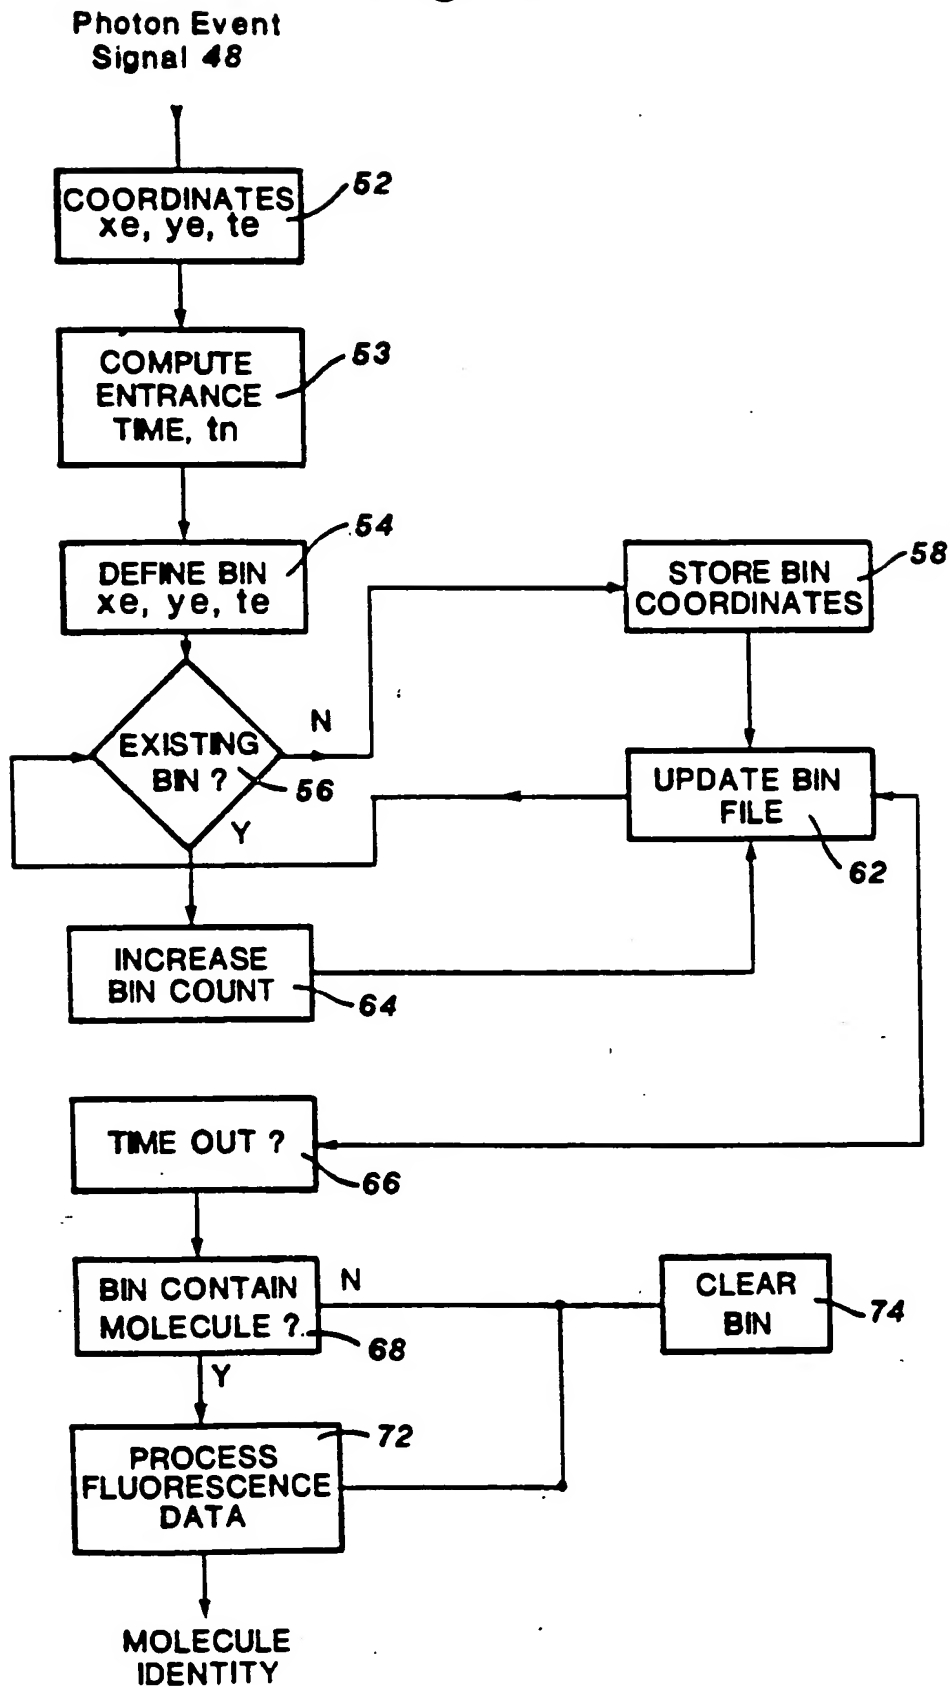 Photon Event
Signal 48
COORDINATES
xe, ye, te
52
COMPUTE
ENTRANCE
TIME, tn
53
DEFINE BIN
xe, ye, te
54
STORE BIN
COORDINATES
58
EXISTING
BIN ?
56
N
Y
UPDATE BIN
FILE
62
INCREASE
BIN COUNT
64
TIME OUT ?
66
BIN CONTAIN
MOLECULE ?
68
N
Y
CLEAR
BIN
74
PROCESS
FLUORESCENCE
DATA
72
MOLECULE
IDENTITY